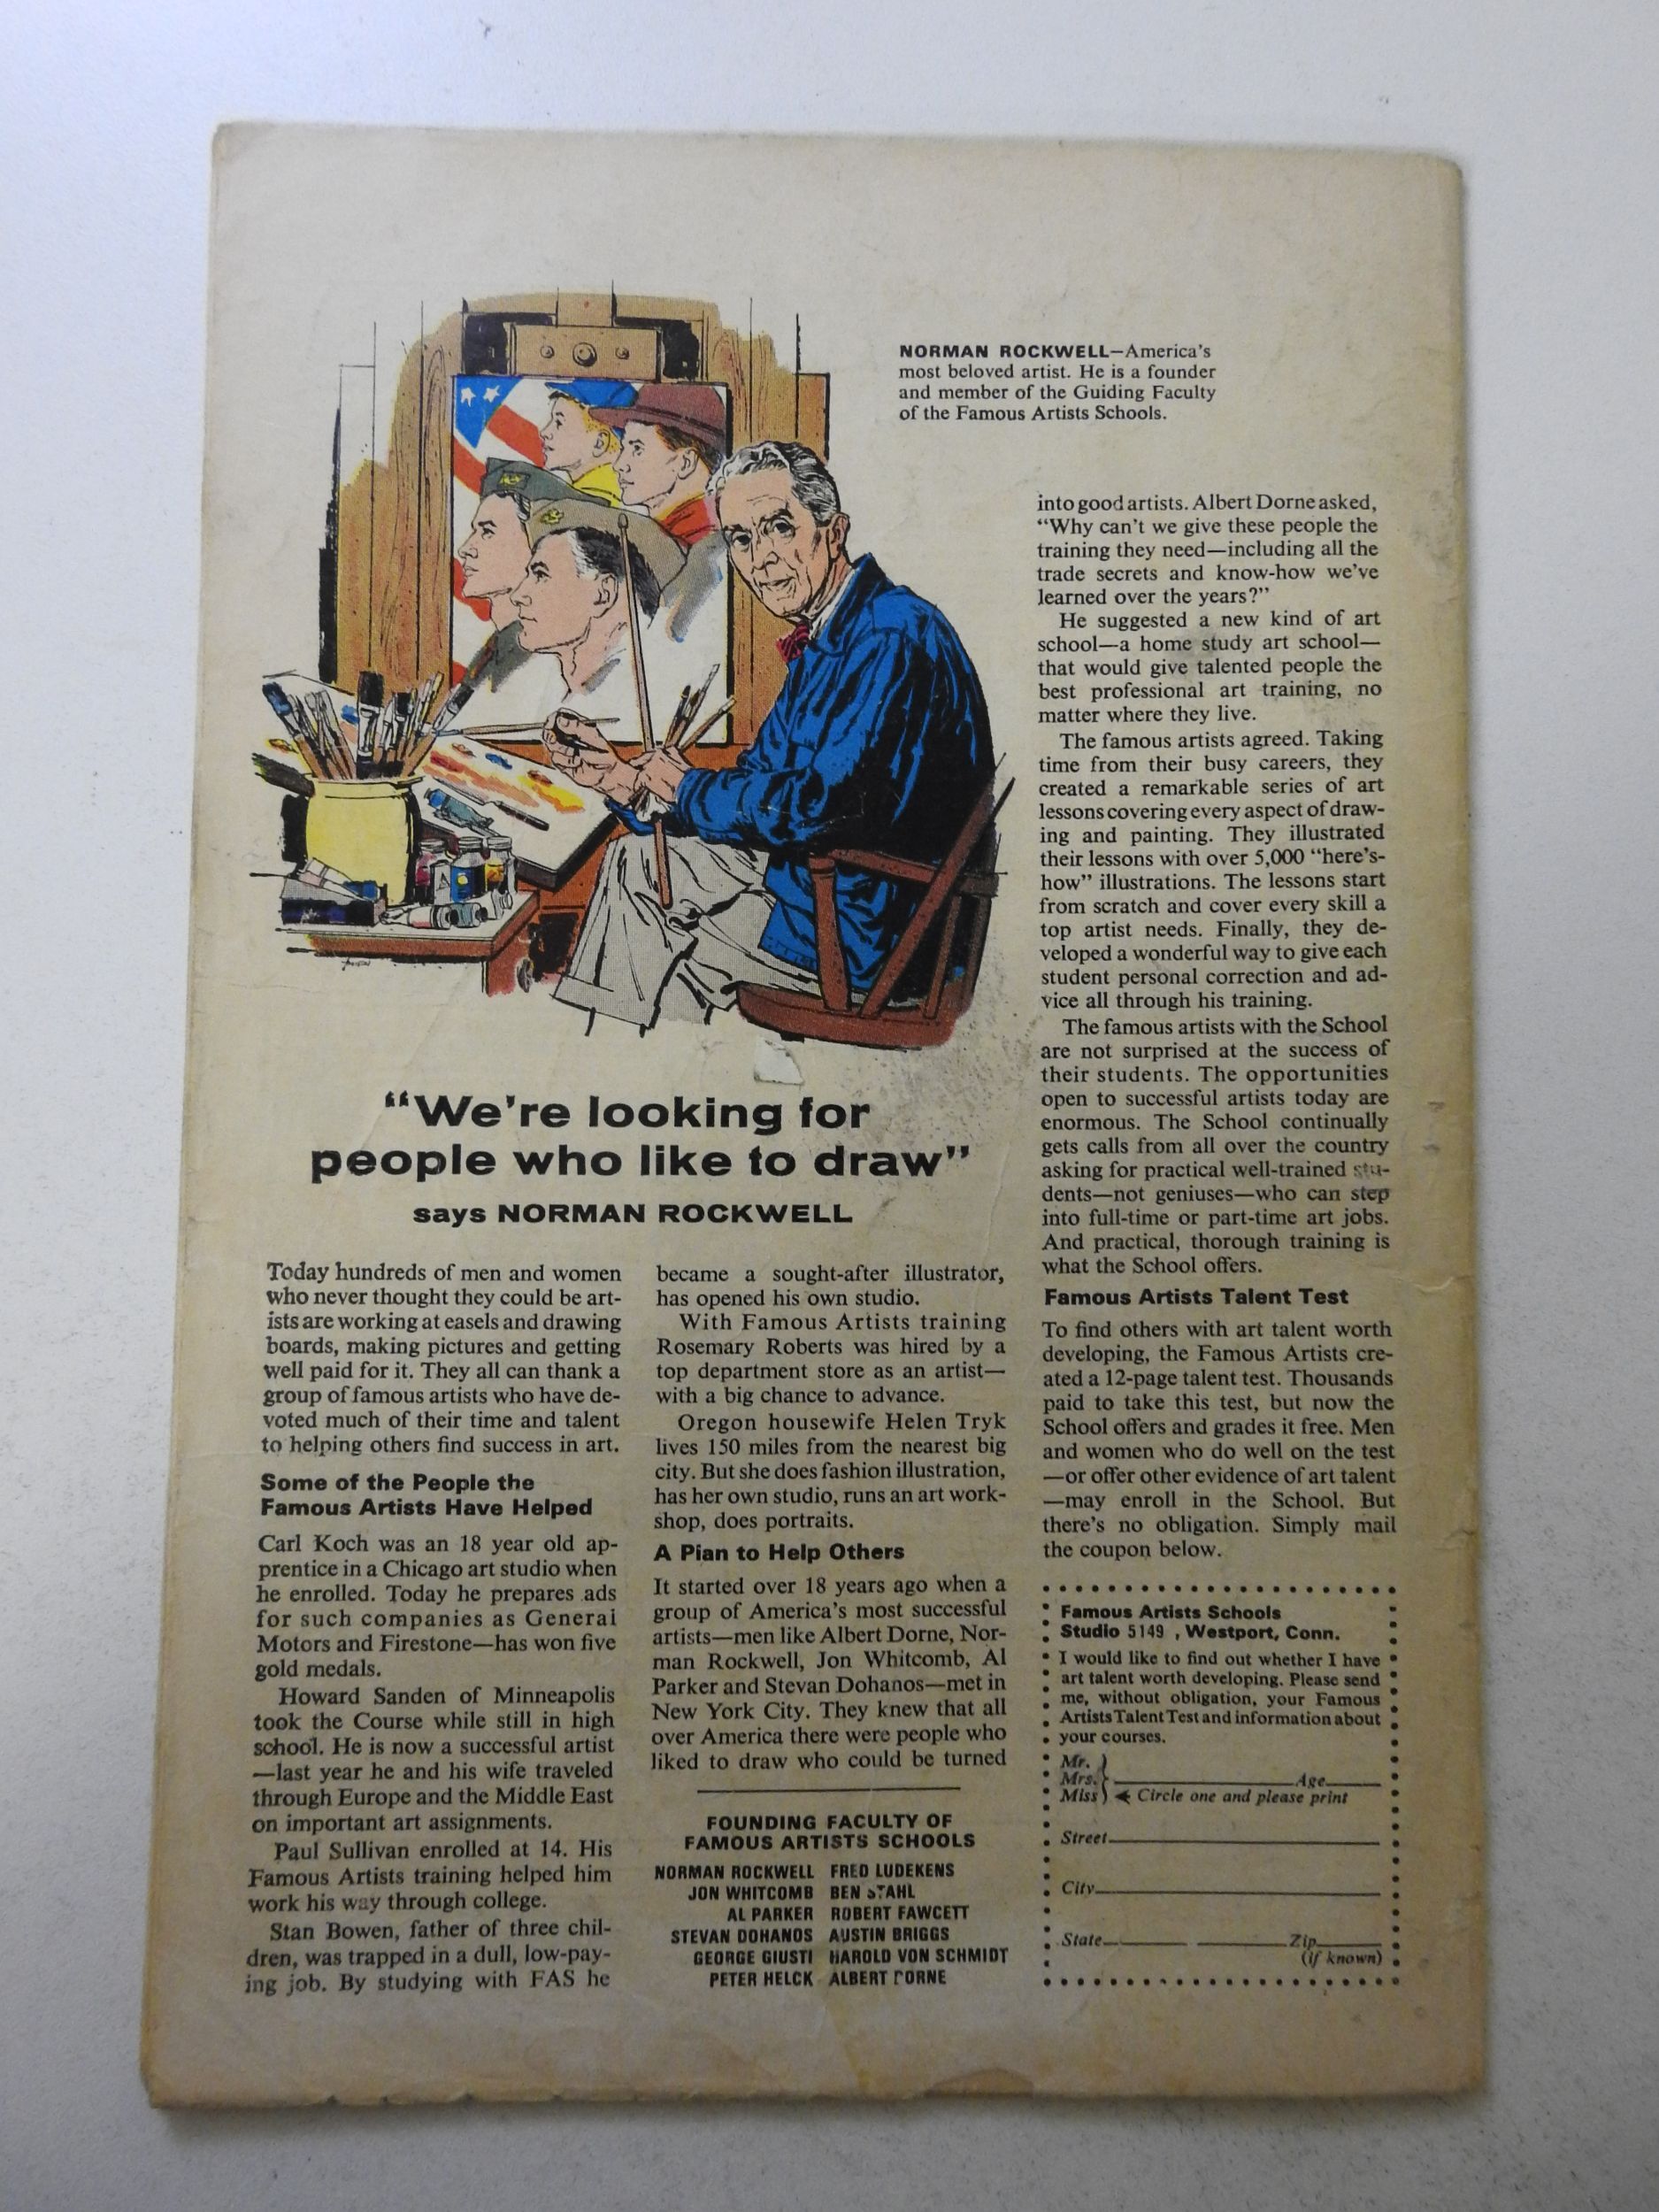 NORMAN ROCKWELL—America's
most beloved artist. He is a founder
and member of the Guiding Faculty
of the Famous Artists Schools.
"We're looking for
people who like to draw"
says NORMAN ROCKWELL
Today hundreds of men and women
who never thought they could be art-
ists are working at easels and drawing
boards, making pictures and getting
well paid for it. They all can thank a
group of famous artists who have de-
voted much of their time and talent
to helping others find success in art.
Some of the People the
Famous Artists Have Helped
Carl Koch was an 18 year old ap-
prentice in a Chicago art studio when
he enrolled. Today he prepares ads
for such companies as General
Motors and Firestone—has won five
gold medals.
Howard Sanden of Minneapolis
took the Course while still in high
school. He is now a successful artist
—last year he and his wife traveled
through Europe and the Middle East
on important art assignments.
Paul Sullivan enrolled at 14. His
Famous Artists training helped him
work his way through college.
Stan Bowen, father of three chil-
dren, was trapped in a dull, low-pay-
ing job. By studying with FAS he
became a sought-after illustrator,
has opened his own studio.
With Famous Artists training
Rosemary Roberts was hired by a
top department store as an artist—
with a big chance to advance.
Oregon housewife Helen Tryk
lives 150 miles from the nearest big
city. But she does fashion illustration,
has her own studio, runs an art work-
shop, does portraits.
A Plan to Help Others
It started over 18 years ago when a
group of America's most successful
artists—men like Albert Dorne, Nor-
man Rockwell, Jon Whitcomb, Al
Parker and Stevan Dohanos—met in
New York City. They knew that all
over America there were people who
liked to draw who could be turned
FOUNDING FACULTY OF
FAMOUS ARTISTS SCHOOLS
NORMAN ROCKWELL FRED LUDEKENS
JON WHITCOMB BEN STAHL
AL PARKER ROBERT FAWCETT
STEVAN DOHANOS AUSTIN BRIGGS
GEORGE GIUSTI HAROLD VON SCHMIDT
PETER HELCK ALBERT DORNE
into good artists. Albert Dorne asked,
"Why can't we give these people the
training they need—including all the
trade secrets and know-how we've
learned over the years?"
He suggested a new kind of art
school—a home study art school—
that would give talented people the
best professional art training, no
matter where they live.
The famous artists agreed. Taking
time from their busy careers, they
created a remarkable series of art
lessons covering every aspect of draw-
ing and painting. They illustrated
their lessons with over 5,000 "here's-
how" illustrations. The lessons start
from scratch and cover every skill a
top artist needs. Finally, they de-
veloped a wonderful way to give each
student personal correction and ad-
vice all through his training.
The famous artists with the School
are not surprised at the success of
their students. The opportunities
open to successful artists today are
enormous. The School continually
gets calls from all over the country
asking for practical well-trained stu-
dents—not geniuses—who can step
into full-time or part-time art jobs.
And practical, thorough training is
what the School offers.
Famous Artists Talent Test
To find others with art talent worth
developing, the Famous Artists cre-
ated a 12-page talent test. Thousands
paid to take this test, but now the
School offers and grades it free. Men
and women who do well on the test
—or offer other evidence of art talent
—may enroll in the School. But
there's no obligation. Simply mail
the coupon below.
Famous Artists Schools
Studio 5149 , Westport, Conn.
I would like to find out whether I have
art talent worth developing. Please send
me, without obligation, your Famous
Artists Talent Test and information about
your courses.
Mr.
Mrs. Age
Miss Circle one and please print
Street
City
State Zip
(if known)